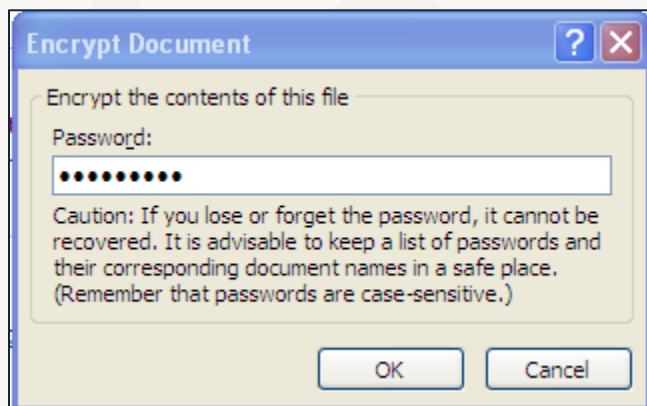 Encrypt Document
Encrypt the contents of this file
Password:
•••••••••
Caution: If you lose or forget the password, it cannot be
recovered. It is advisable to keep a list of passwords and
their corresponding document names in a safe place.
(Remember that passwords are case-sensitive.)
OK Cancel